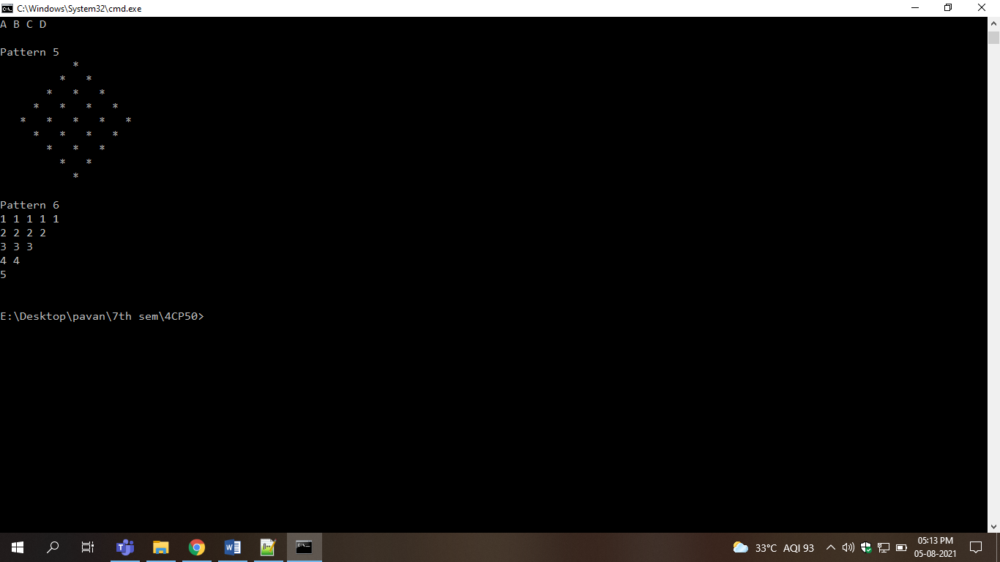 C:\Windows\System32\cmd.exe
A B C D
Pattern 5
           *
         *   *
       *   *   *
     *   *   *   *
   *   *   *   *   *
     *   *   *   *
       *   *   *
         *   *
           *
Pattern 6
1 1 1 1 1
2 2 2 2
3 3 3
4 4
5
E:\Desktop\pavan\7th sem\4CP50>
33°C AQI 93
05:13 PM
05-08-2021